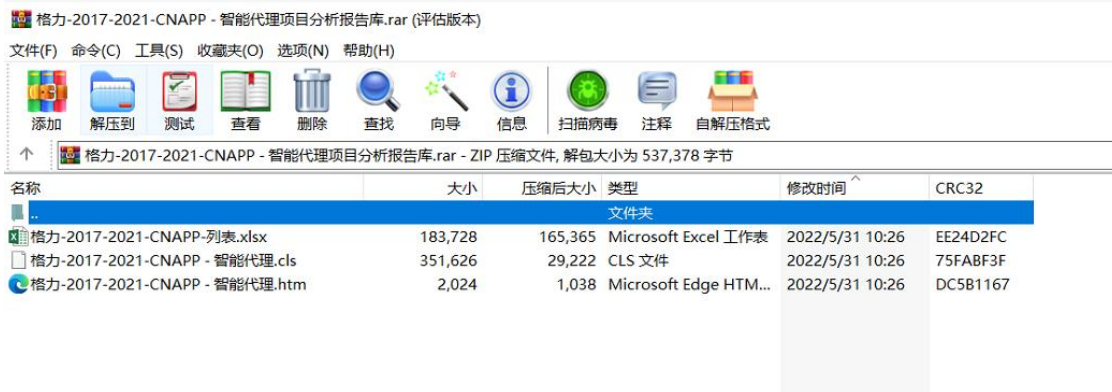 格力-2017-2021-CNAPP - 智能代理项目分析报告库.rar (评估版本)
文件(F) 命令(C) 工具(S) 收藏夹(O) 选项(N) 帮助(H)
添加 解压到 测试 查看 删除 查找 向导 信息 扫描病毒 注释 自解压格式
格力-2017-2021-CNAPP - 智能代理项目分析报告库.rar - ZIP 压缩文件, 解包大小为 537,378 字节
名称 大小 压缩后大小 类型 修改时间 CRC32
.. 文件夹
格力-2017-2021-CNAPP-列表.xlsx 183,728 165,365 Microsoft Excel 工作表 2022/5/31 10:26 EE24D2FC
格力-2017-2021-CNAPP - 智能代理.cls 351,626 29,222 CLS 文件 2022/5/31 10:26 75FABF3F
格力-2017-2021-CNAPP - 智能代理.htm 2,024 1,038 Microsoft Edge HTM... 2022/5/31 10:26 DC5B1167